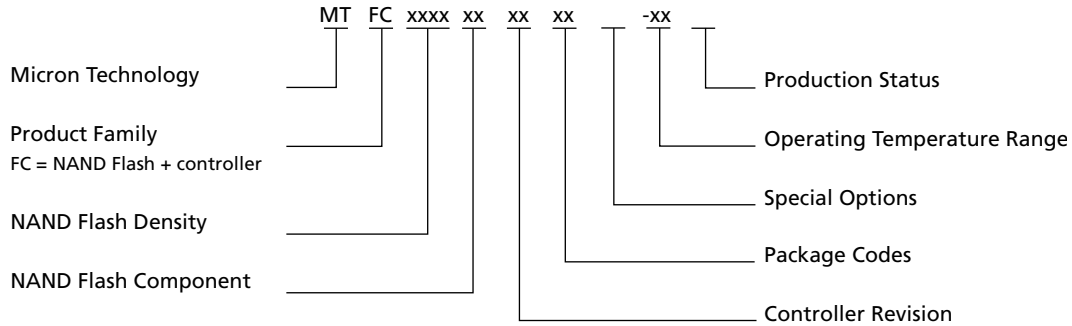 MT FC xxxx xx xx xx -xx
Micron Technology
Product Family
FC = NAND Flash + controller
NAND Flash Density
NAND Flash Component
Production Status
Operating Temperature Range
Special Options
Package Codes
Controller Revision